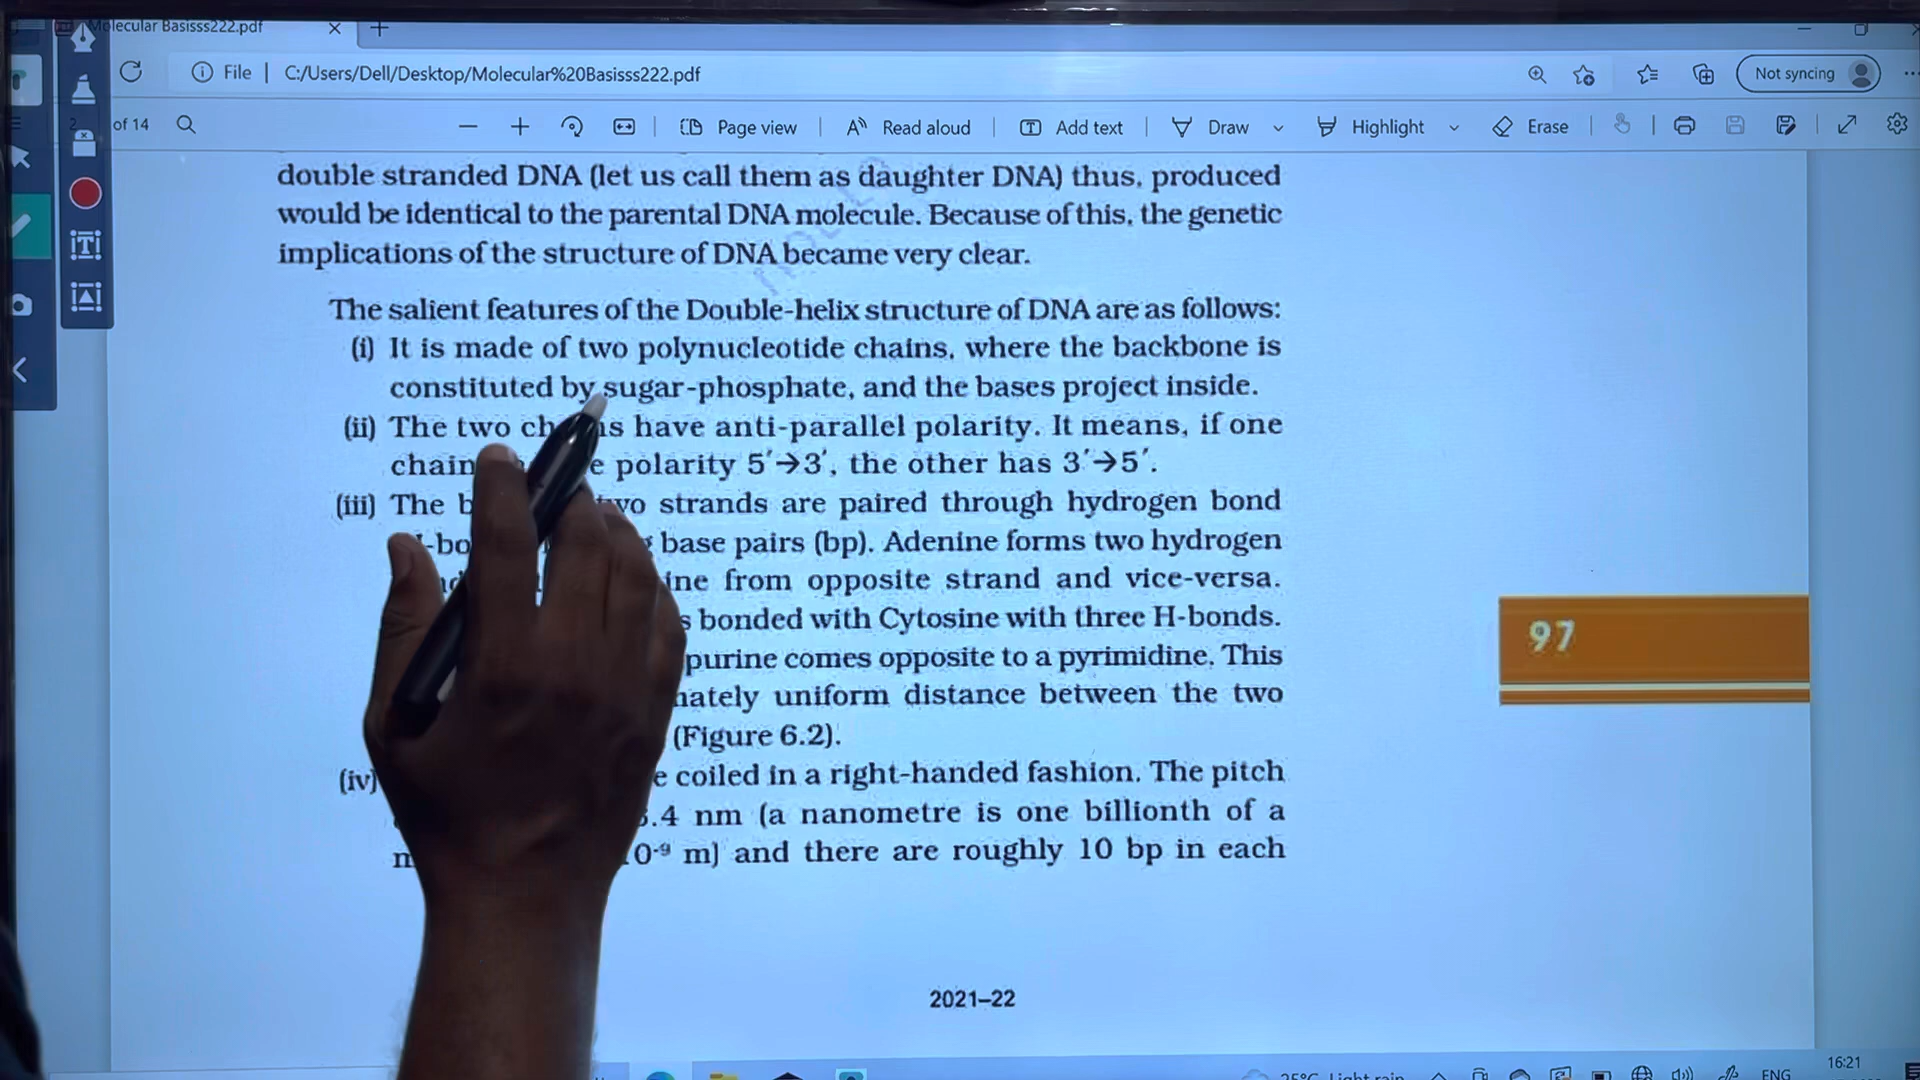 Molecular Basisss222.pdf
File | C:/Users/Dell/Desktop/Molecular%20Basisss222.pdf
Not syncing
2 of 14
Page view
Read aloud
Add text
Draw
Highlight
Erase
double stranded DNA (let us call them as daughter DNA) thus, produced
would be identical to the parental DNA molecule. Because of this, the genetic
implications of the structure of DNA became very clear.
The salient features of the Double-helix structure of DNA are as follows:
(i) It is made of two polynucleotide chains, where the backbone is
constituted by sugar-phosphate, and the bases project inside.
(ii) The two have anti-parallel polarity. It means, if one
chain polarity 5′→3′, the other has 3′→5′.
(iii) The strands are paired through hydrogen bond
base pairs (bp). Adenine forms two hydrogen
from opposite strand and vice-versa.
bonded with Cytosine with three H-bonds.
purine comes opposite to a pyrimidine. This
uniform distance between the two
(Figure 6.2).
(iv) coiled in a right-handed fashion. The pitch
.4 nm (a nanometre is one billionth of a
0⁻⁹ m) and there are roughly 10 bp in each
97
2021–22
25°C Light rain
ENG
16:21